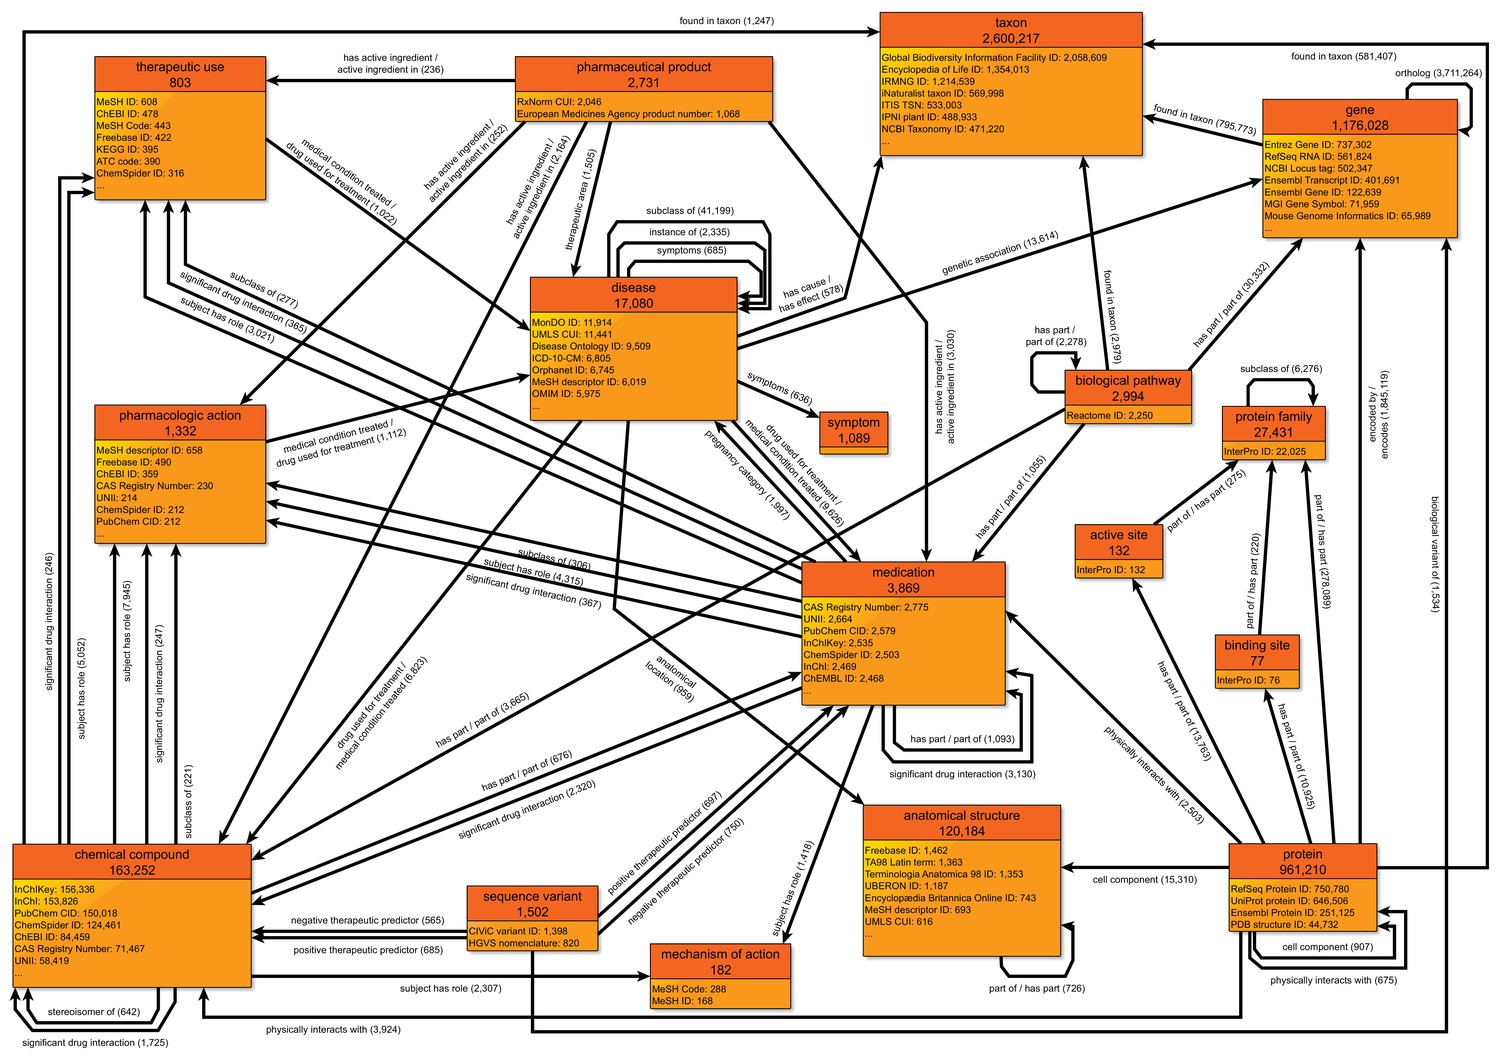 found in taxon (1,247)
taxon
2,600,217
Global Biodiversity Information Facility ID: 2,058,609
Encyclopedia of Life ID: 1,354,013
IRMNG ID: 1,214,539
iNaturalist taxon ID: 569,998
ITIS TSN: 533,003
IPNI plant ID: 488,933
NCBI Taxonomy ID: 471,220
...
found in taxon (581,407)
therapeutic use
803
MeSH ID: 608
ChEBI ID: 478
MeSH Code: 443
Freebase ID: 422
KEGG ID: 395
ATC code: 390
ChemSpider ID: 316
...
has active ingredient /
active ingredient in (236)
pharmaceutical product
2,731
RxNorm CUI: 2,046
European Medicines Agency product number: 1,068
ortholog (3,711,264)
gene
1,176,028
Entrez Gene ID: 737,302
RefSeq RNA ID: 561,824
NCBI Locus tag: 502,347
Ensembl Transcript ID: 401,691
Ensembl Gene ID: 122,639
MGI Gene Symbol: 71,959
Mouse Genome Informatics ID: 65,989
...
found in taxon (795,773)
medical condition treated /
drug used for treatment (1,022)
has active ingredient /
active ingredient in (252)
has active ingredient /
active ingredient in (2,164)
therapeutic area (1,505)
subclass of (41,199)
instance of (2,335)
symptoms (685)
disease
17,080
MonDO ID: 11,914
UMLS CUI: 11,441
Disease Ontology ID: 9,509
ICD-10-CM: 6,805
Orphanet ID: 6,745
MeSH descriptor ID: 6,019
OMIM ID: 5,975
...
has cause /
has effect (578)
genetic association (13,614)
found in taxon (2,979)
has part / part of (30,332)
subclass of (277)
significant drug interaction (365)
subject has role (3,021)
has part /
part of (2,278)
biological pathway
2,994
Reactome ID: 2,250
has active ingredient /
active ingredient in (3,030)
symptoms (636)
symptom
1,089
subclass of (6,276)
protein family
27,431
InterPro ID: 22,025
encoded by /
encodes (1,845,119)
pharmacologic action
1,332
MeSH descriptor ID: 658
Freebase ID: 490
ChEBI ID: 359
CAS Registry Number: 230
UNII: 214
ChemSpider ID: 212
PubChem CID: 212
...
medical condition treated /
drug used for treatment (1,112)
drug used for treatment /
medical condition treated (9,626)
pregnancy category (1,997)
has part / part of (1,055)
part of / has part (275)
active site
132
InterPro ID: 132
part of / has part (220)
part of / has part (278,089)
biological variant of (1,534)
subclass of (306)
subject has role (4,315)
significant drug interaction (367)
medication
3,869
CAS Registry Number: 2,775
UNII: 2,664
PubChem CID: 2,579
InChIKey: 2,535
ChemSpider ID: 2,503
InChI: 2,469
ChEMBL ID: 2,468
...
binding site
77
InterPro ID: 76
significant drug interaction (246)
subject has role (5,052)
subject has role (7,945)
significant drug interaction (247)
subclass of (221)
drug used for treatment /
medical condition treated (6,823)
has part / part of (3,665)
anatomical
location (959)
has part / part of (13,763)
has part / part of (10,925)
physically interacts with (2,503)
has part / part of (1,093)
significant drug interaction (3,130)
has part / part of (676)
significant drug interaction (2,320)
positive therapeutic predictor (697)
negative therapeutic predictor (750)
subject has role (1,418)
anatomical structure
120,184
Freebase ID: 1,462
TA98 Latin term: 1,363
Terminologia Anatomica 98 ID: 1,353
UBERON ID: 1,187
Encyclopædia Britannica Online ID: 743
MeSH descriptor ID: 693
UMLS CUI: 616
...
part of / has part (726)
cell component (15,310)
protein
961,210
RefSeq Protein ID: 750,780
UniProt protein ID: 646,506
Ensembl Protein ID: 251,125
PDB structure ID: 44,732
cell component (907)
physically interacts with (675)
chemical compound
163,252
InChIKey: 156,336
InChI: 153,826
PubChem CID: 150,018
ChemSpider ID: 124,461
ChEBI ID: 84,459
CAS Registry Number: 71,467
UNII: 58,419
...
sequence variant
1,502
CIViC variant ID: 1,398
HGVS nomenclature: 820
negative therapeutic predictor (565)
positive therapeutic predictor (685)
mechanism of action
182
MeSH Code: 288
MeSH ID: 168
subject has role (2,307)
stereoisomer of (642)
significant drug interaction (1,725)
physically interacts with (3,924)